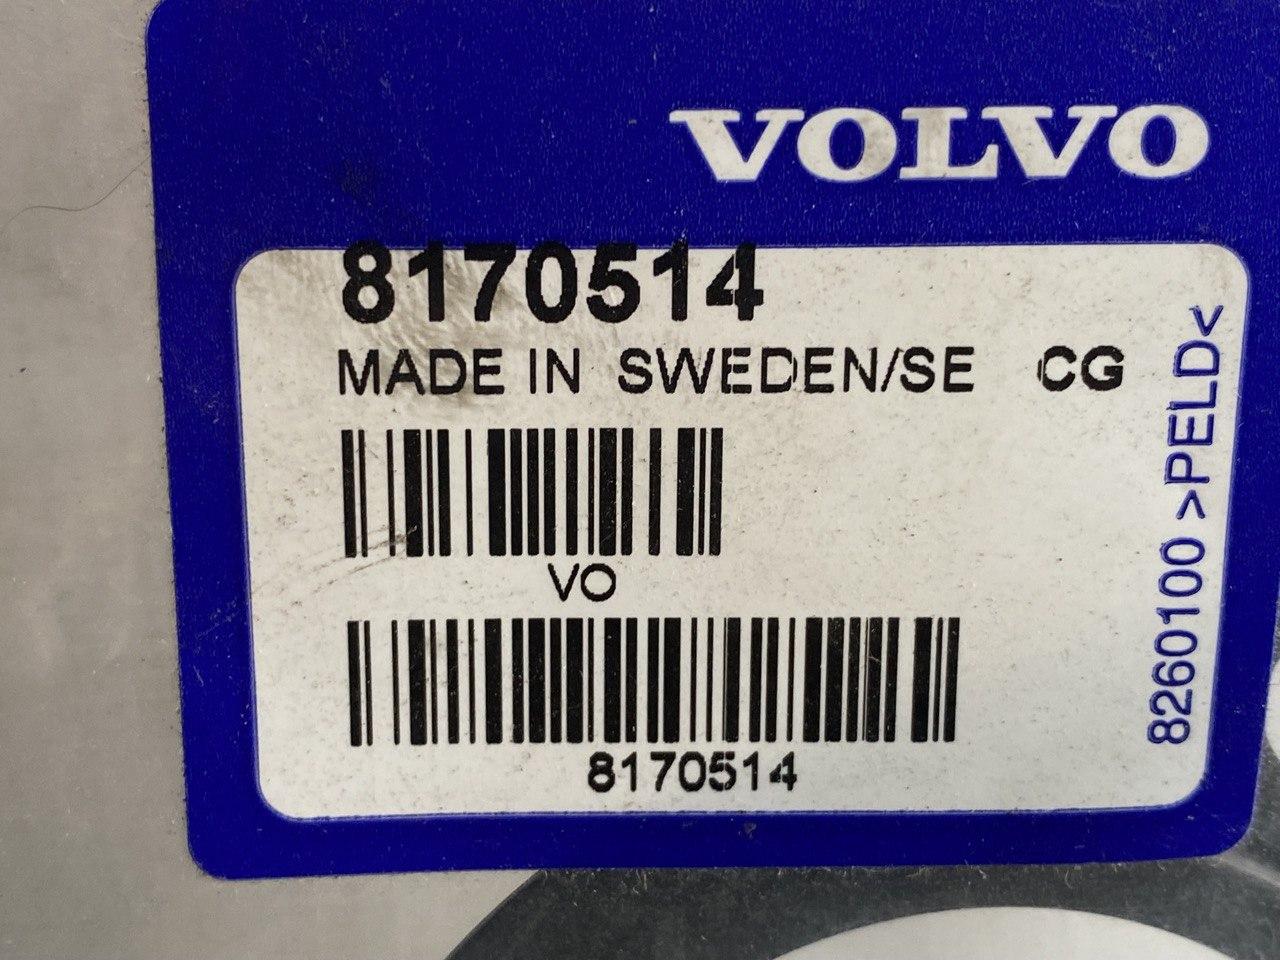 VOLVO
8170514
MADE IN SWEDEN/SE CG
VO
8170514
8260100 >PELD<